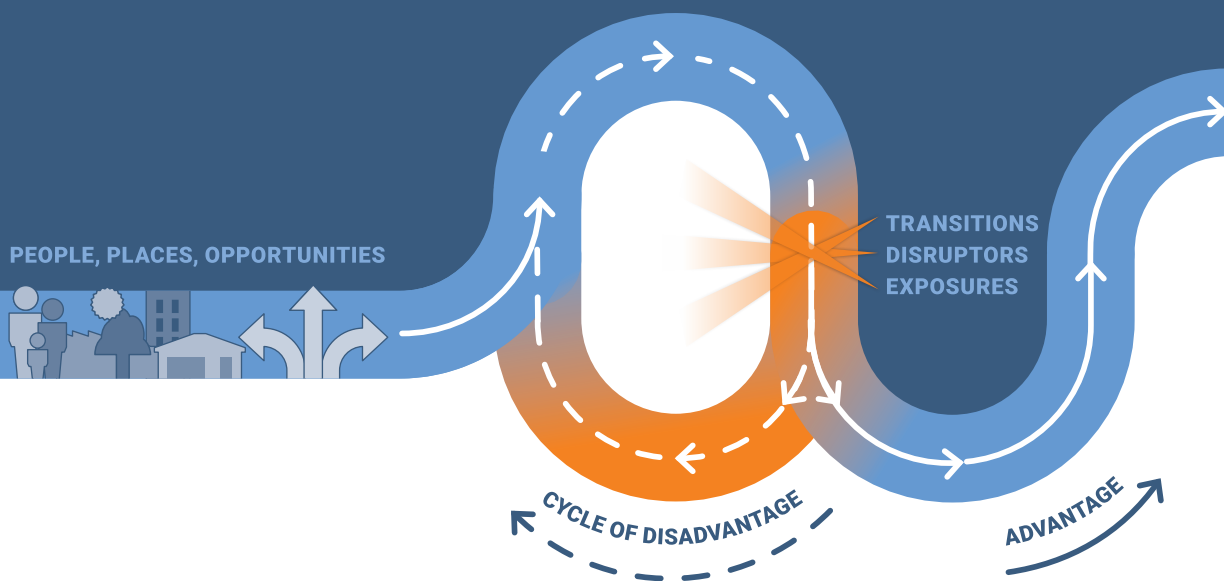 PEOPLE, PLACES, OPPORTUNITIES
TRANSITIONS
DISRUPTORS
EXPOSURES
CYCLE OF DISADVANTAGE
ADVANTAGE